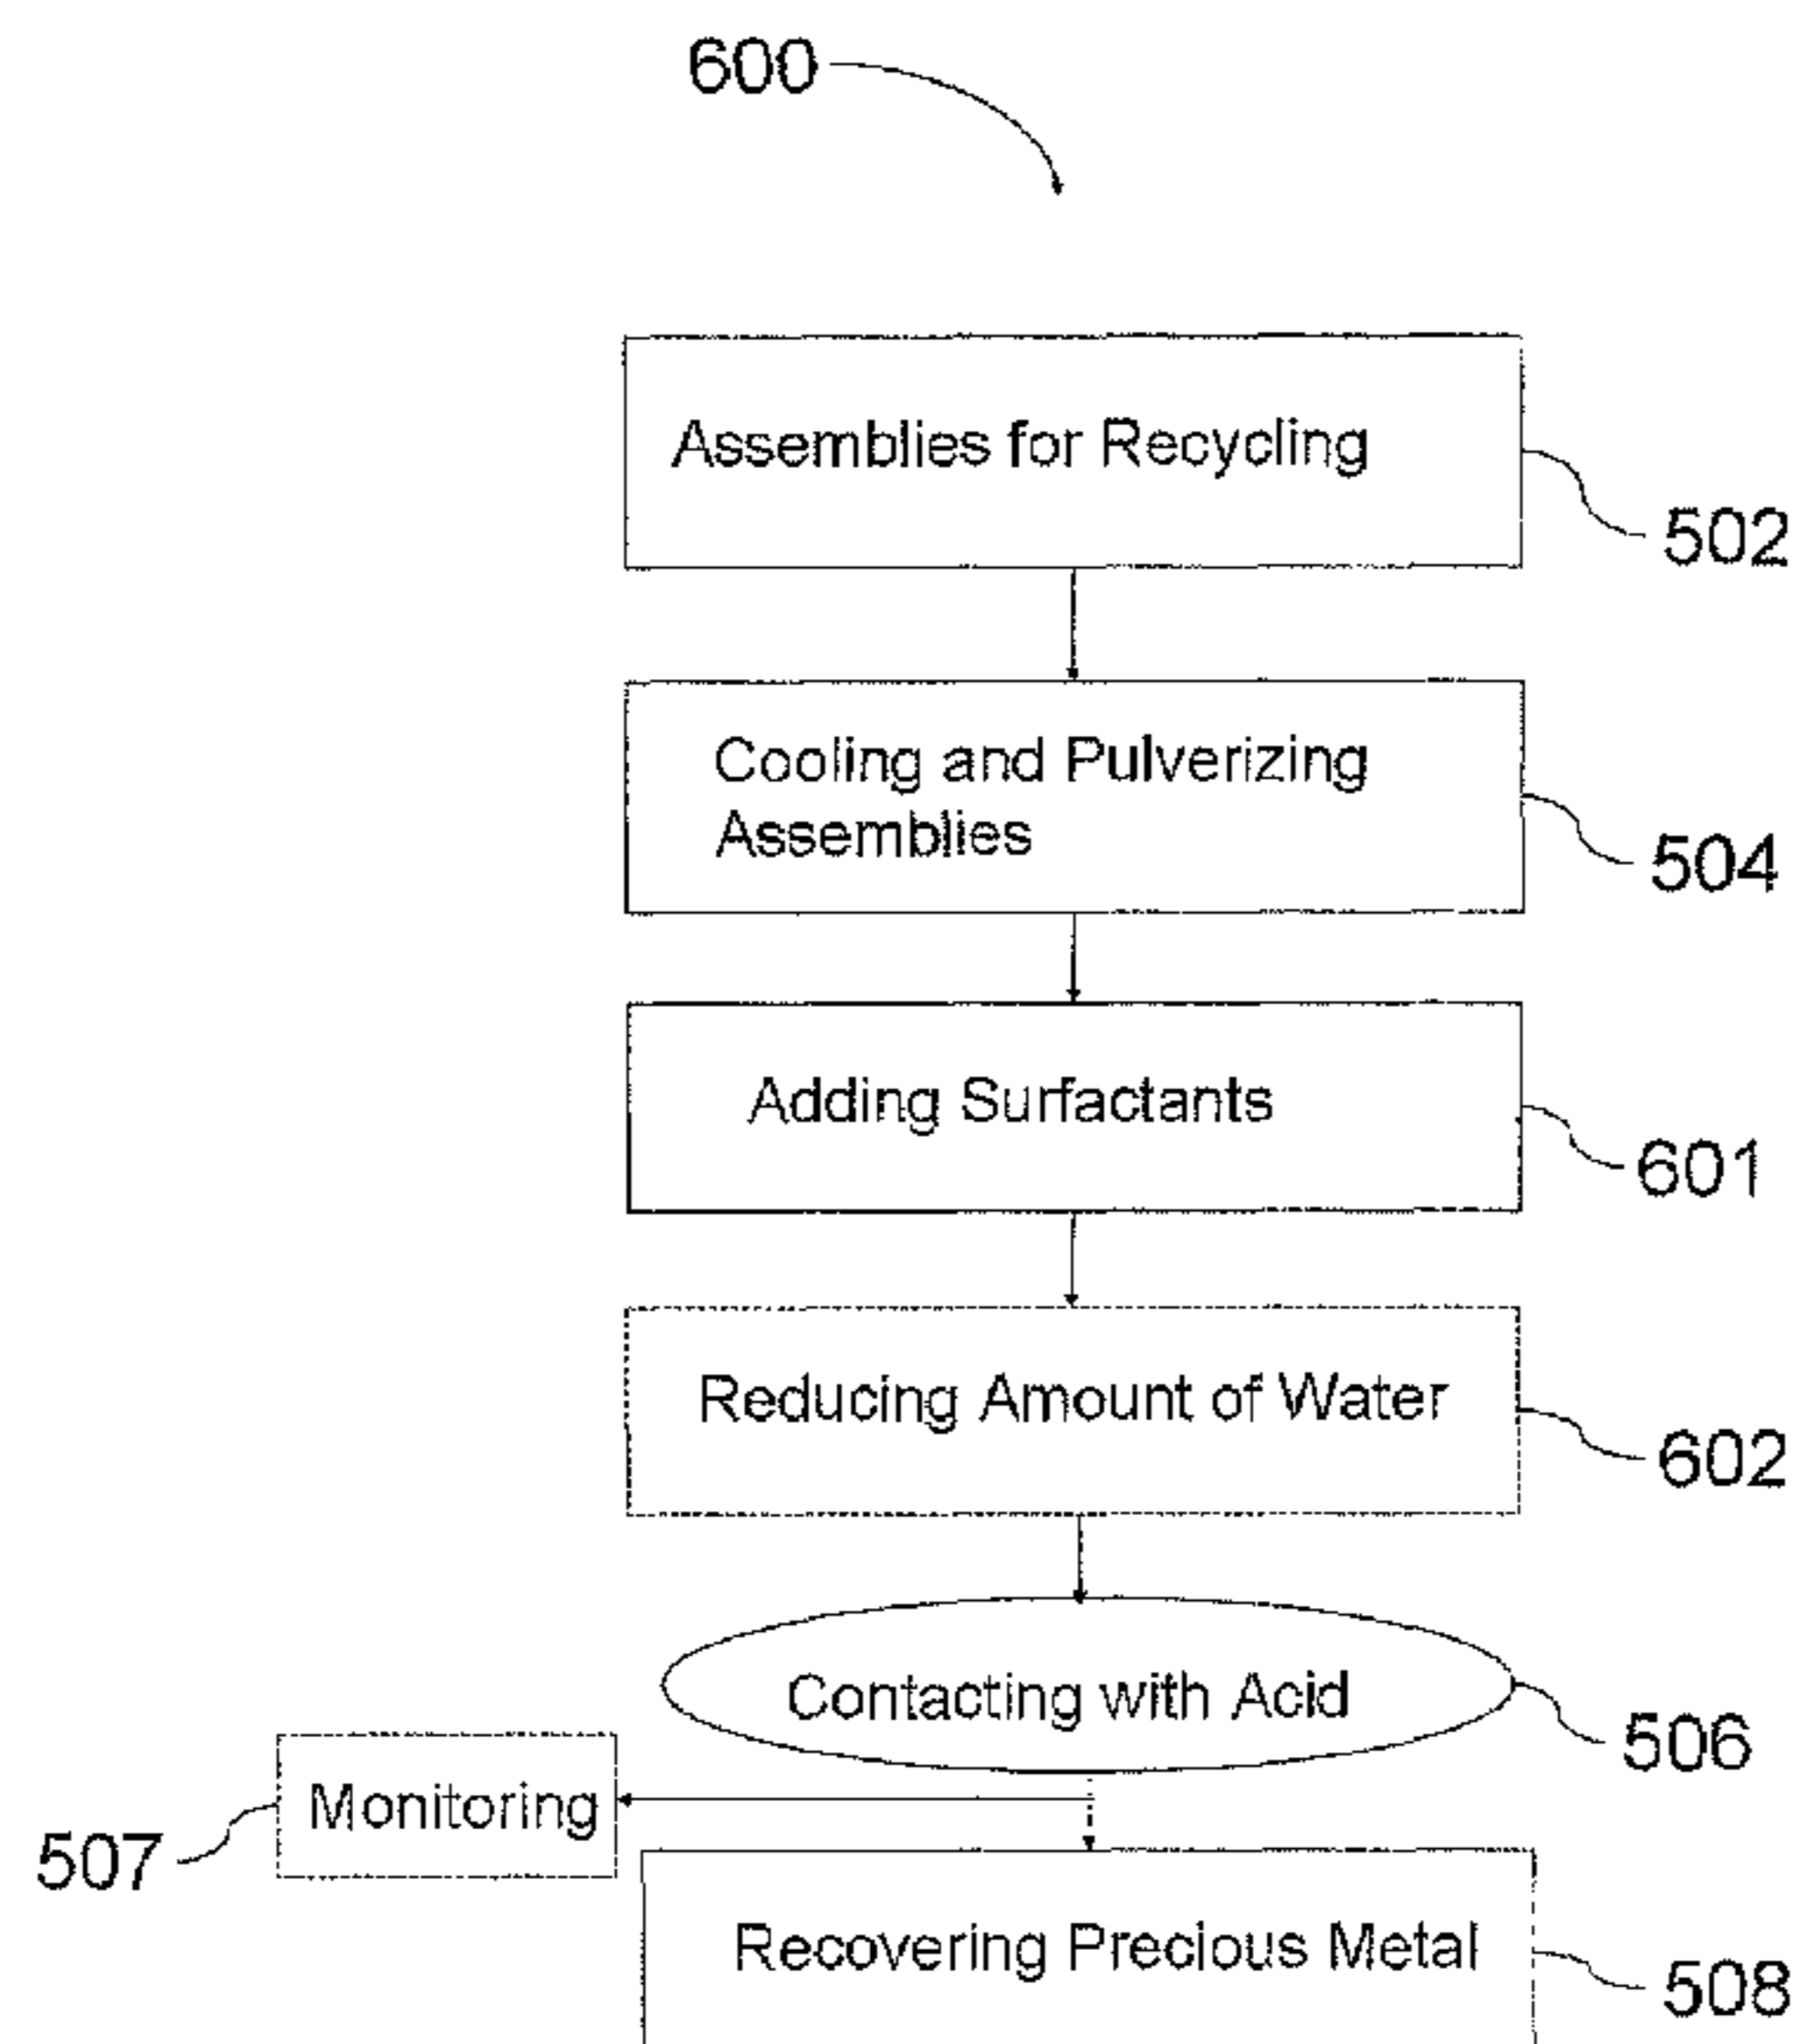 600
Assemblies for Recycling
502
Cooling and Pulverizing
Assemblies
504
Adding Surfactants
601
Reducing Amount of Water
602
Contacting with Acid
506
Monitoring
507
Recovering Precious Metal
508